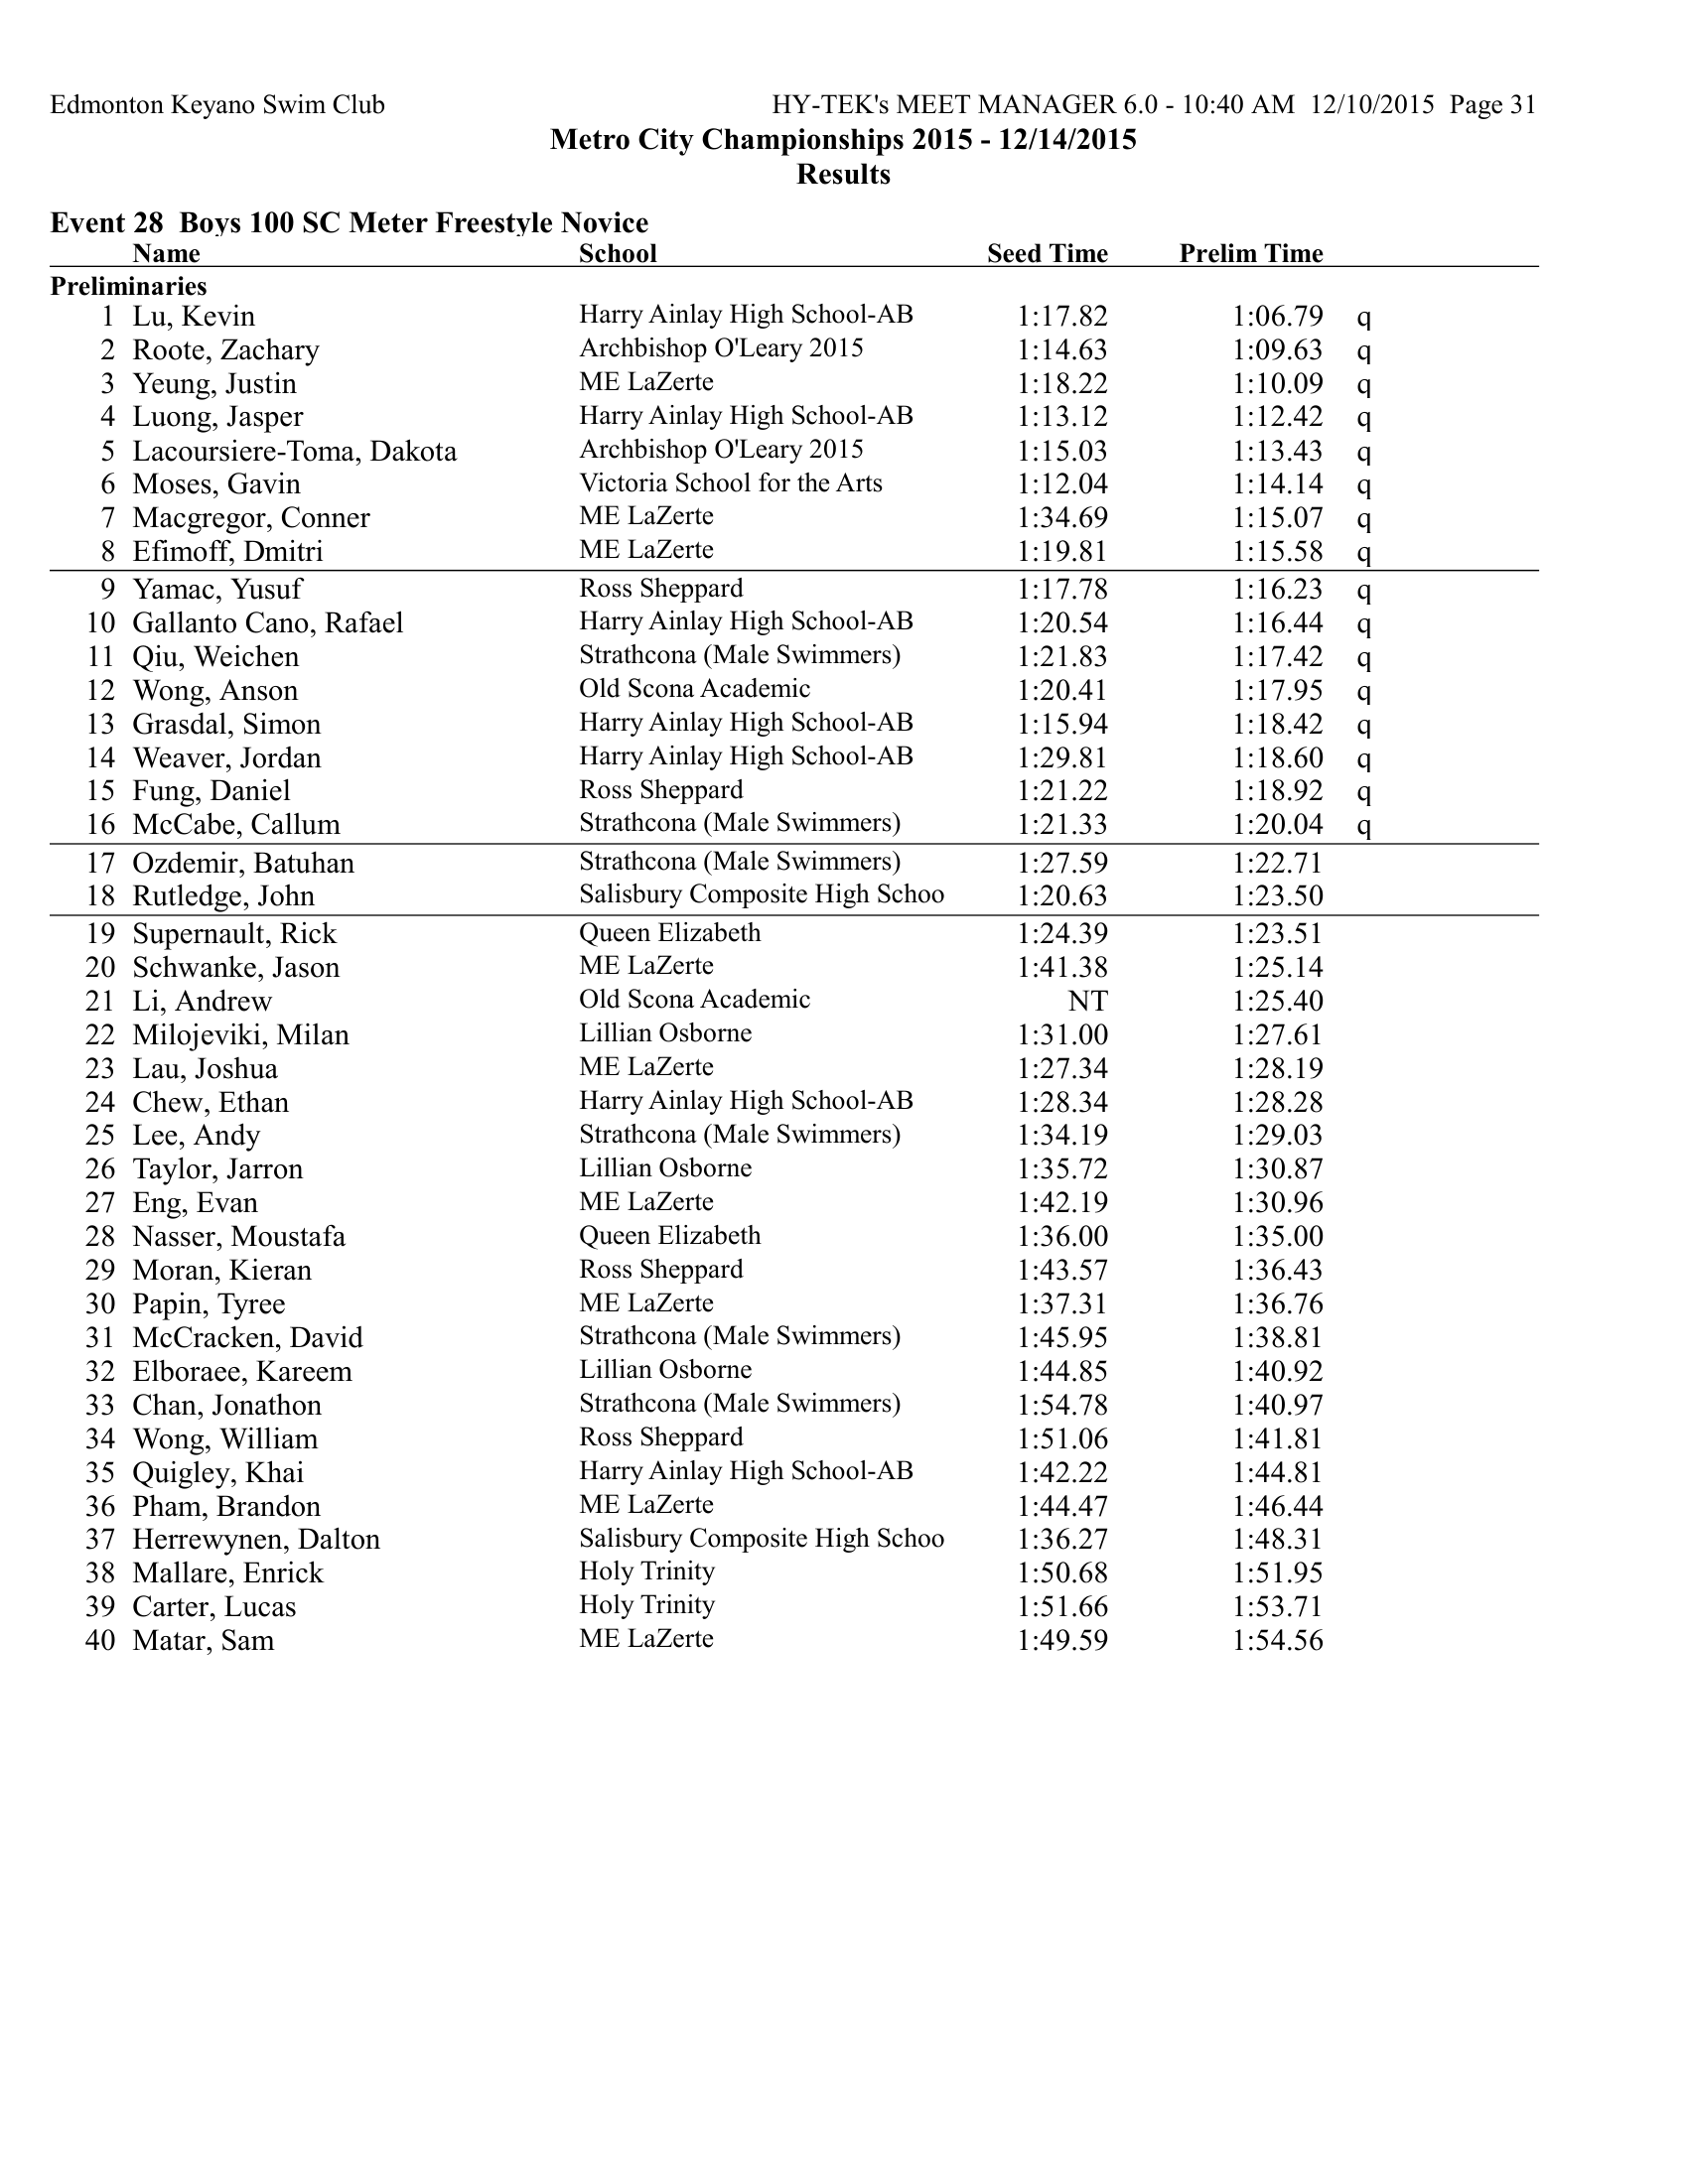 Edmonton Keyano Swim Club HY-TEK's MEET MANAGER 6.0 - 10:40 AM 12/10/2015 Page 31
Metro City Championships 2015 - 12/14/2015
Results
Event 28 Boys 100 SC Meter Freestyle Novice
Name School Seed Time Prelim Time
Preliminaries
1 Lu, Kevin Harry Ainlay High School-AB 1:17.82 1:06.79 q
2 Roote, Zachary Archbishop O'Leary 2015 1:14.63 1:09.63 q
3 Yeung, Justin ME LaZerte 1:18.22 1:10.09 q
4 Luong, Jasper Harry Ainlay High School-AB 1:13.12 1:12.42 q
5 Lacoursiere-Toma, Dakota Archbishop O'Leary 2015 1:15.03 1:13.43 q
6 Moses, Gavin Victoria School for the Arts 1:12.04 1:14.14 q
7 Macgregor, Conner ME LaZerte 1:34.69 1:15.07 q
8 Efimoff, Dmitri ME LaZerte 1:19.81 1:15.58 q
9 Yamac, Yusuf Ross Sheppard 1:17.78 1:16.23 q
10 Gallanto Cano, Rafael Harry Ainlay High School-AB 1:20.54 1:16.44 q
11 Qiu, Weichen Strathcona (Male Swimmers) 1:21.83 1:17.42 q
12 Wong, Anson Old Scona Academic 1:20.41 1:17.95 q
13 Grasdal, Simon Harry Ainlay High School-AB 1:15.94 1:18.42 q
14 Weaver, Jordan Harry Ainlay High School-AB 1:29.81 1:18.60 q
15 Fung, Daniel Ross Sheppard 1:21.22 1:18.92 q
16 McCabe, Callum Strathcona (Male Swimmers) 1:21.33 1:20.04 q
17 Ozdemir, Batuhan Strathcona (Male Swimmers) 1:27.59 1:22.71
18 Rutledge, John Salisbury Composite High Schoo 1:20.63 1:23.50
19 Supernault, Rick Queen Elizabeth 1:24.39 1:23.51
20 Schwanke, Jason ME LaZerte 1:41.38 1:25.14
21 Li, Andrew Old Scona Academic NT 1:25.40
22 Milojeviki, Milan Lillian Osborne 1:31.00 1:27.61
23 Lau, Joshua ME LaZerte 1:27.34 1:28.19
24 Chew, Ethan Harry Ainlay High School-AB 1:28.34 1:28.28
25 Lee, Andy Strathcona (Male Swimmers) 1:34.19 1:29.03
26 Taylor, Jarron Lillian Osborne 1:35.72 1:30.87
27 Eng, Evan ME LaZerte 1:42.19 1:30.96
28 Nasser, Moustafa Queen Elizabeth 1:36.00 1:35.00
29 Moran, Kieran Ross Sheppard 1:43.57 1:36.43
30 Papin, Tyree ME LaZerte 1:37.31 1:36.76
31 McCracken, David Strathcona (Male Swimmers) 1:45.95 1:38.81
32 Elboraee, Kareem Lillian Osborne 1:44.85 1:40.92
33 Chan, Jonathon Strathcona (Male Swimmers) 1:54.78 1:40.97
34 Wong, William Ross Sheppard 1:51.06 1:41.81
35 Quigley, Khai Harry Ainlay High School-AB 1:42.22 1:44.81
36 Pham, Brandon ME LaZerte 1:44.47 1:46.44
37 Herrewynen, Dalton Salisbury Composite High Schoo 1:36.27 1:48.31
38 Mallare, Enrick Holy Trinity 1:50.68 1:51.95
39 Carter, Lucas Holy Trinity 1:51.66 1:53.71
40 Matar, Sam ME LaZerte 1:49.59 1:54.56